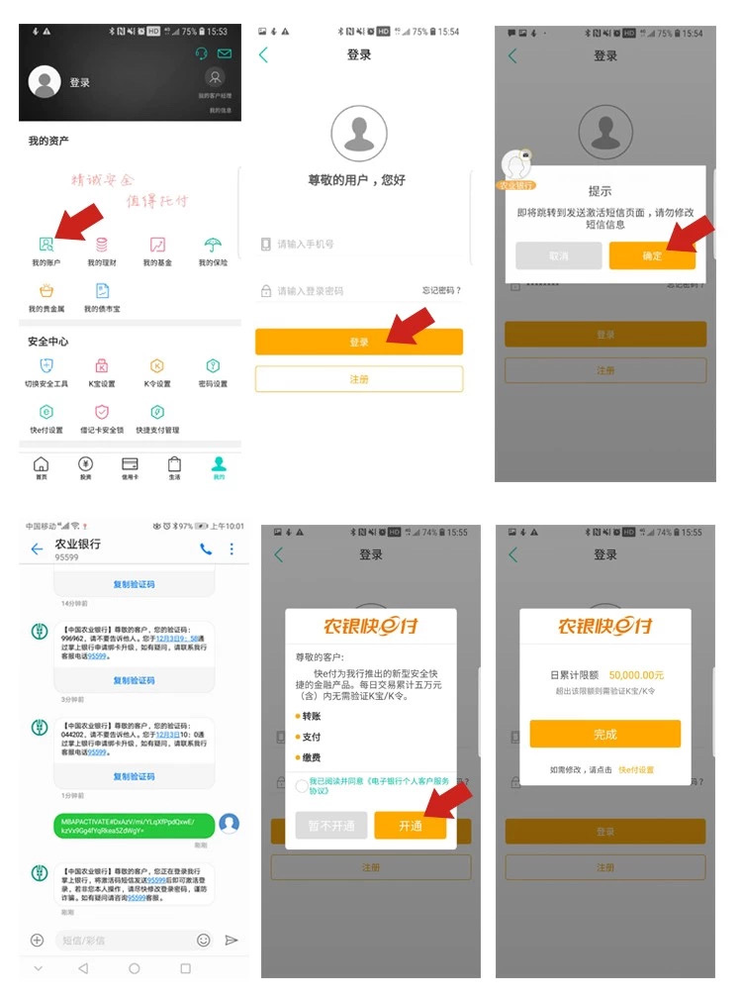 HD 75% 15:53
登录
我的客户经理
我的信息
我的资产
精诚安全
值得托付
我的账户 我的理财 我的基金 我的保险
我的贵金属 我的债市宝
安全中心
切换安全工具 K宝设置 K令设置 密码设置
快e付设置 借记卡安全锁 快捷支付管理
首页 投资 信用卡 生活 我的
HD 75% 15:54
登录
尊敬的用户，您好
请输入手机号
请输入登录密码 忘记密码？
登录
注册
HD 75% 15:54
登录
农业银行
提示
即将跳转到发送激活短信页面，请勿修改
短信信息
取消 确定
忘记密码？
登录
注册
中国移动 97% 上午10:01
农业银行
95599
复制验证码
14分钟前
【中国农业银行】尊敬的客户，您的验证码：
996962，请不要告诉他人。您于12月3日9：58通
过掌上银行申请绑卡升级，如有疑问，请联系我行
客服电话95599。
复制验证码
3分钟前
【中国农业银行】尊敬的客户，您的验证码：
044202，请不要告诉他人。您于12月3日10：0通
过掌上银行申请绑卡升级，如有疑问，请联系我行
客服电话95599。
复制验证码
1分钟前
MBAPACTIVATE#DxAzV/mi/YLqXfPpdQxwE/
kzVx9Gg4fYqRkea5ZdWgY=
刚刚
【中国农业银行】尊敬的客户，您正在登录我行
掌上银行，将激活码短信发送95599后即可激活登
录。若非您本人操作，请尽快修改登录密码，谨防
诈骗。如有疑问请咨询95599客服。
刚刚
短信/彩信
HD 74% 15:55
登录
农银快e付
尊敬的客户：
快e付为我行推出的新型安全快
捷的金融产品。每日交易累计五万元
（含）内无需验证K宝/K令。
转账
支付
缴费
我已阅读并同意《电子银行个人客户服务
协议》
暂不开通 开通
注册
HD 74% 15:55
登录
农银快e付
日累计限额 50,000.00元
超出该限额则需验证K宝/K令
完成
如需修改，请点击 快e付设置
登录
注册